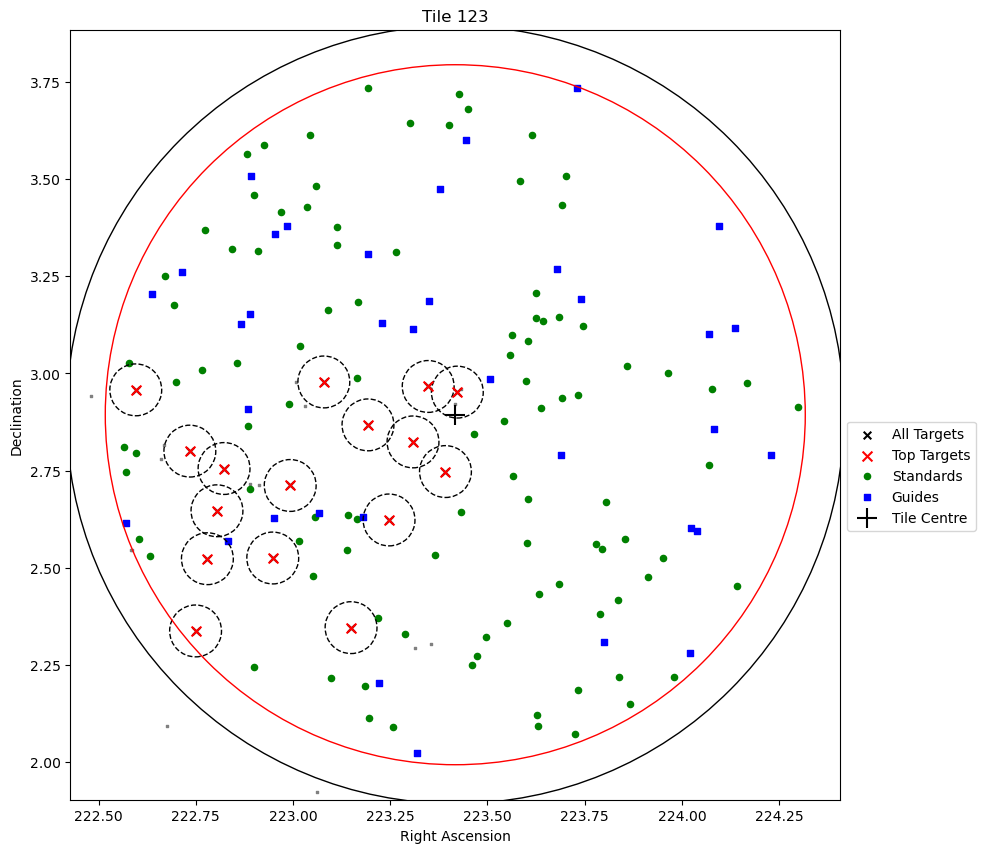 Tile 123
Declination
3.75
3.50
3.25
3.00
2.75
2.50
2.25
2.00
222.50 222.75 223.00 223.25 223.50 223.75 224.00 224.25
Right Ascension
All Targets
Top Targets
Standards
Guides
Tile Centre